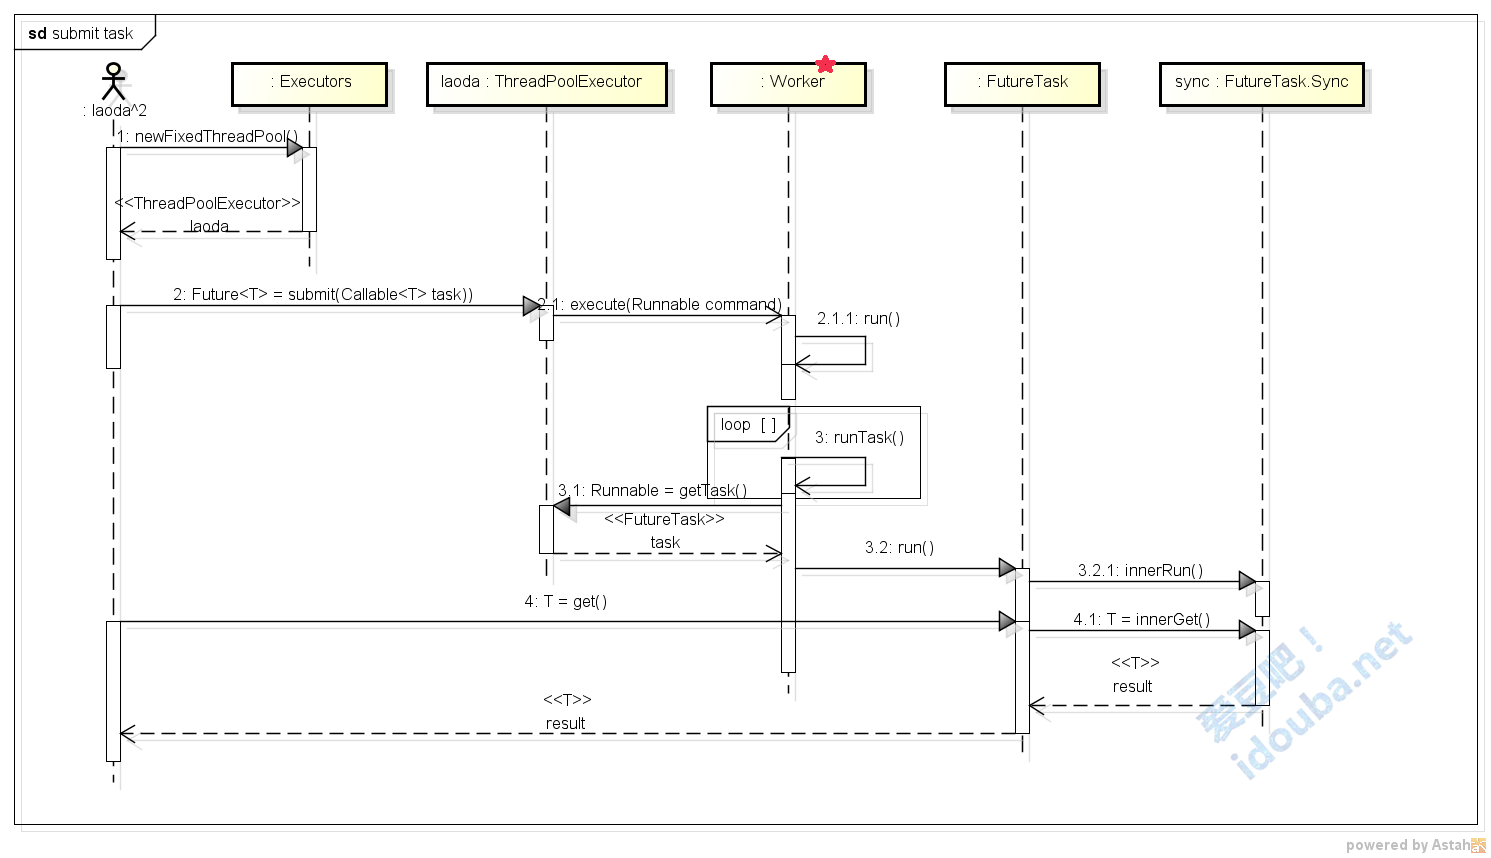 sd submit task
: laoda^2
: Executors
laoda : ThreadPoolExecutor
: Worker
: FutureTask
sync : FutureTask.Sync
1: newFixedThreadPool()
<<ThreadPoolExecutor>>
laoda
2: Future<T> = submit(Callable<T> task))
2.1: execute(Runnable command)
2.1.1: run()
loop [ ]
3: runTask()
3.1: Runnable = getTask()
<<FutureTask>>
task
3.2: run()
3.2.1: innerRun()
4: T = get()
4.1: T = innerGet()
<<T>>
result
<<T>>
result
爱豆吧！
idouba.net
powered by Astah